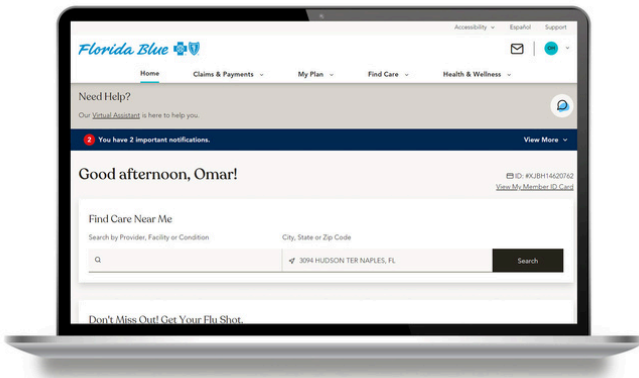 Accessibility Español Support
Florida Blue
OH
Home Claims & Payments My Plan Find Care Health & Wellness
Need Help?
Our Virtual Assistant is here to help you.
2 You have 2 important notifications. View More
Good afternoon, Omar!
ID: #XJBH14620762
View My Member ID Card
Find Care Near Me
Search by Provider, Facility or Condition City, State or Zip Code
3094 HUDSON TER NAPLES, FL Search
Don't Miss Out! Get Your Flu Shot.